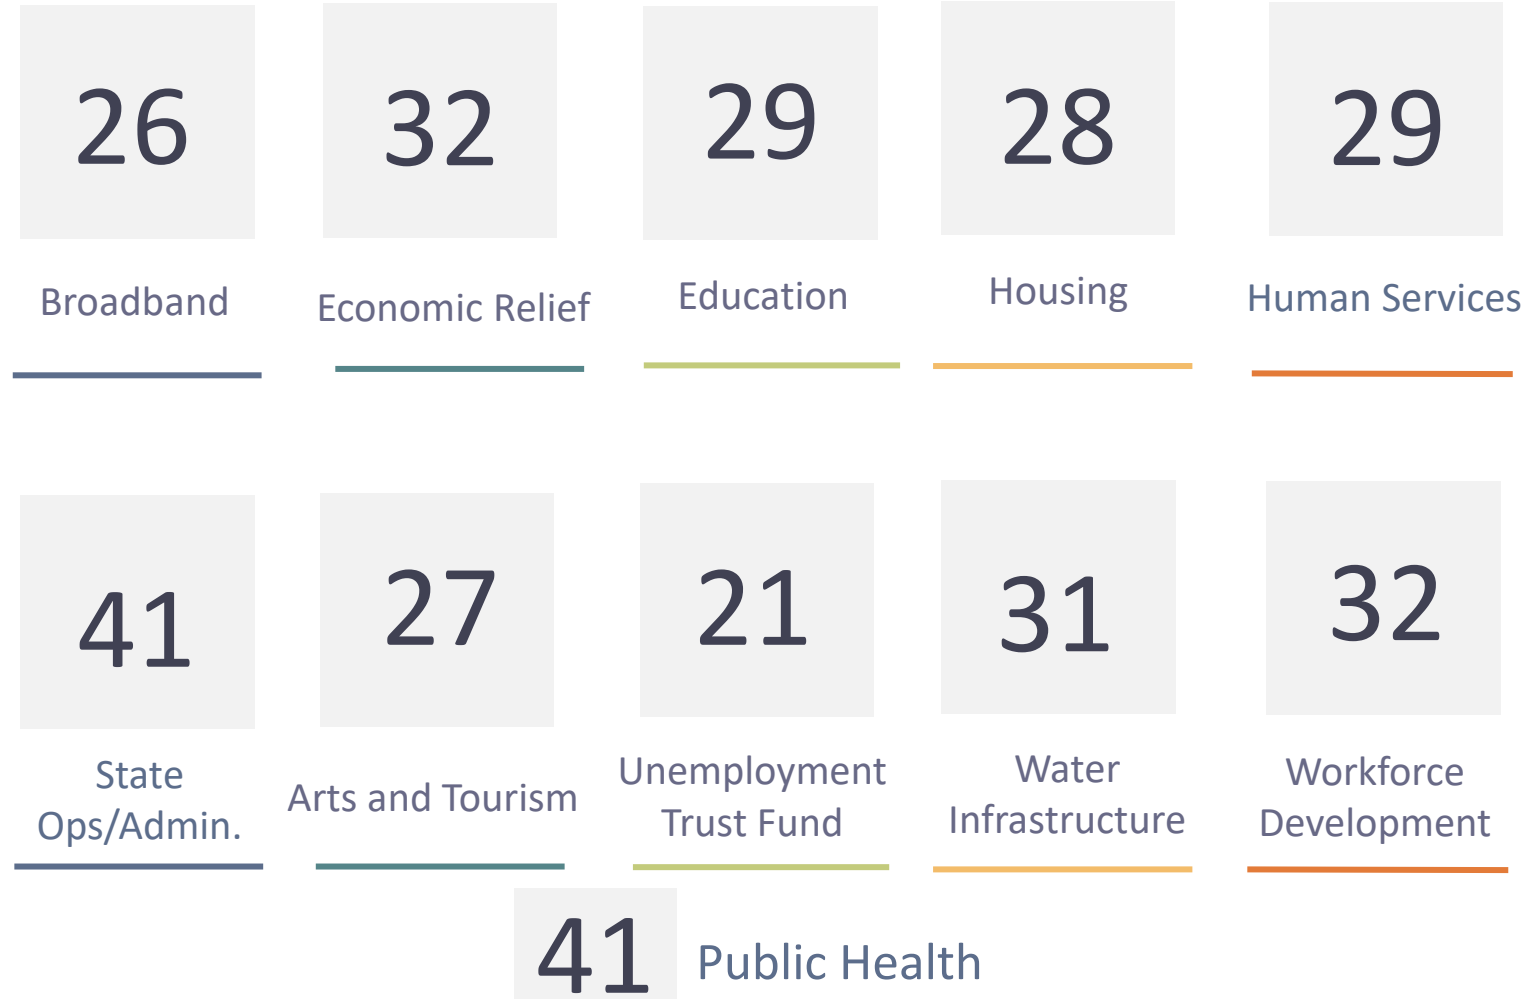 26
32
29
28
29
Broadband
Economic Relief
Education
Housing
Human Services
41
27
21
31
32
State
Ops/Admin.
Arts and Tourism
Unemployment
Trust Fund
Water
Infrastructure
Workforce
Development
41
Public Health